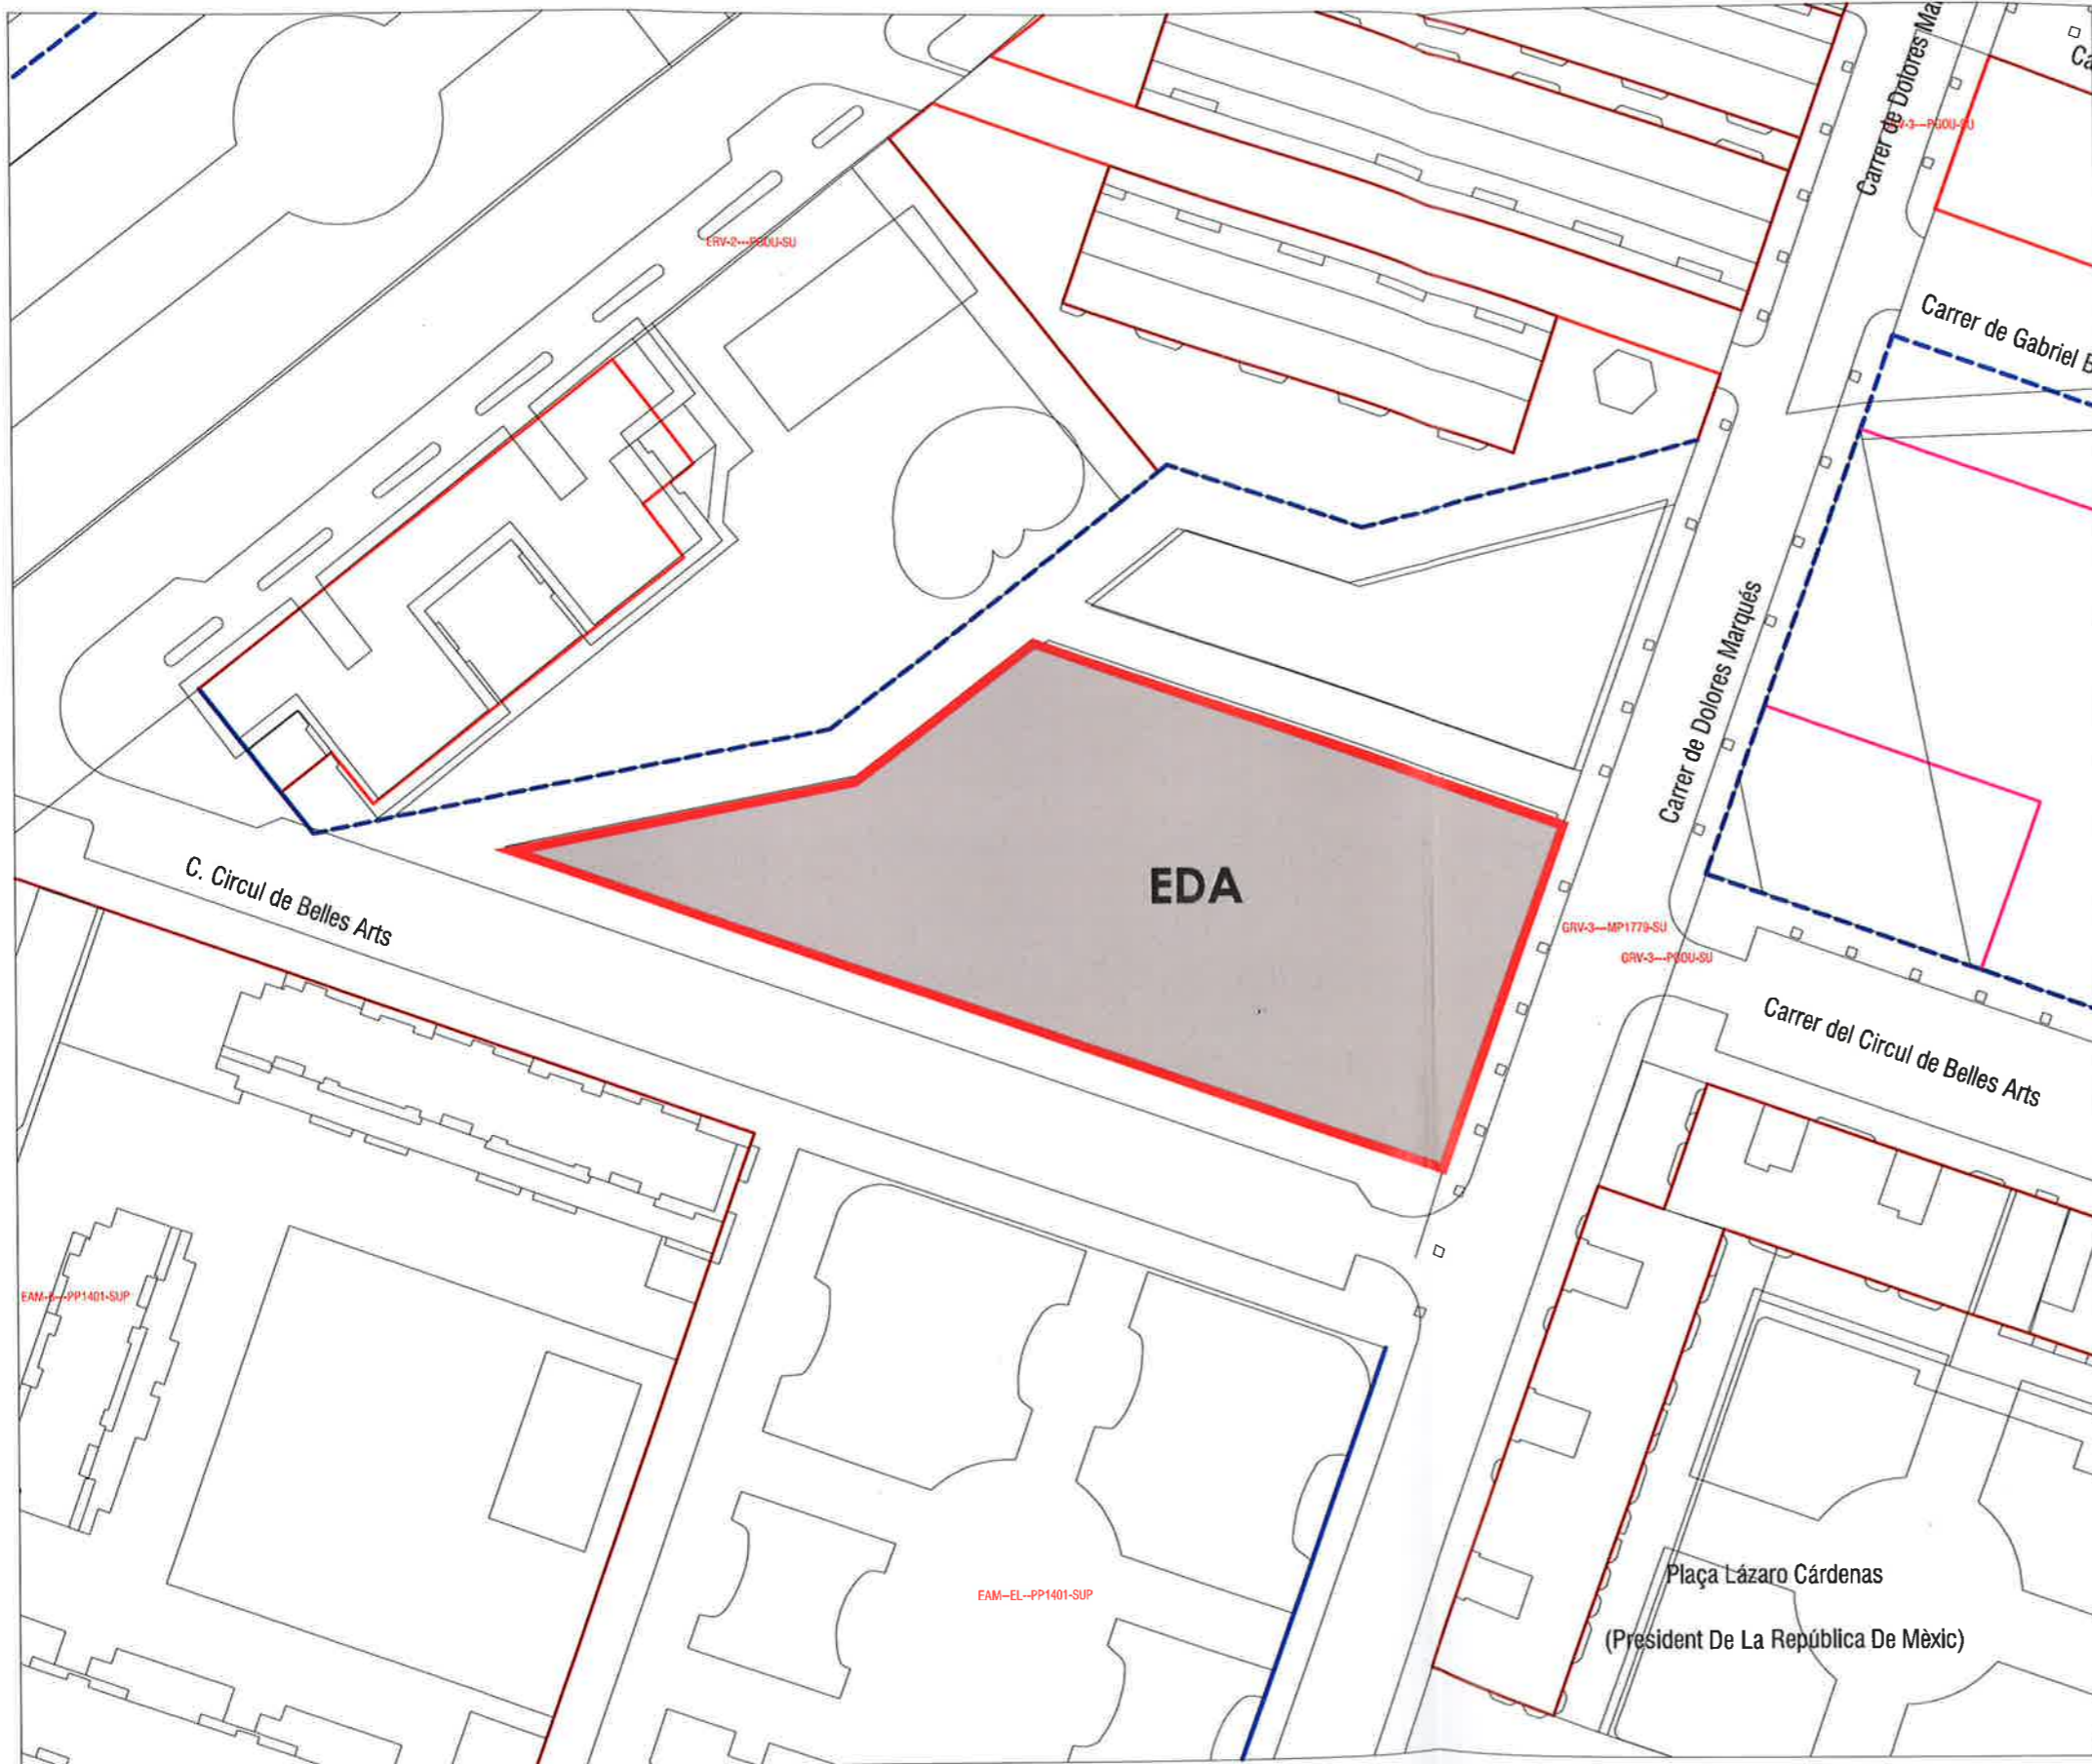 Carrer de Dolores
ERV-2---PGOU-SU
Carrer de Gabriel
Carrer de Dolores Marqués
EDA
C. Circul de Belles Arts
GRV-3---MP1779-SU
GRV-3---PGOU-SU
Carrer del Circul de Belles Arts
EAM-EL--PP1401-SUP
Plaça Lázaro Cárdenas
(President De La República De Mèxic)